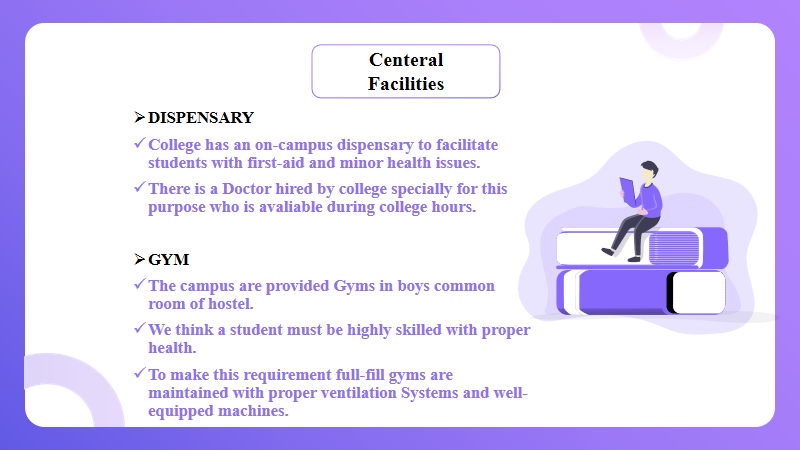 Centeral
Facilities
➢DISPENSARY
✓College has an on-campus dispensary to facilitate
students with first-aid and minor health issues.
✓There is a Doctor hired by college specially for this
purpose who is avaliable during college hours.
➢GYM
✓The campus are provided Gyms in boys common
room of hostel.
✓We think a student must be highly skilled with proper
health.
✓To make this requirement full-fill gyms are
maintained with proper ventilation Systems and well-
equipped machines.